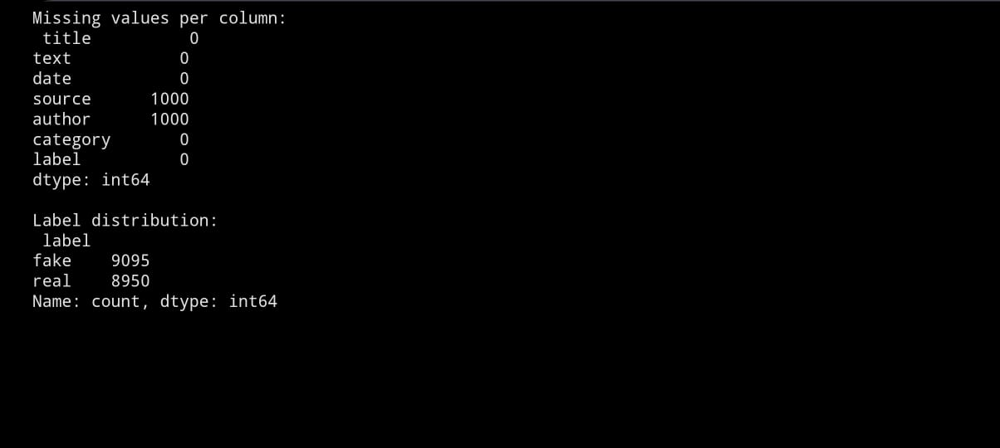 Missing values per column:
 title          0
text           0
date           0
source      1000
author      1000
category       0
label          0
dtype: int64

Label distribution:
 label
fake    9095
real    8950
Name: count, dtype: int64